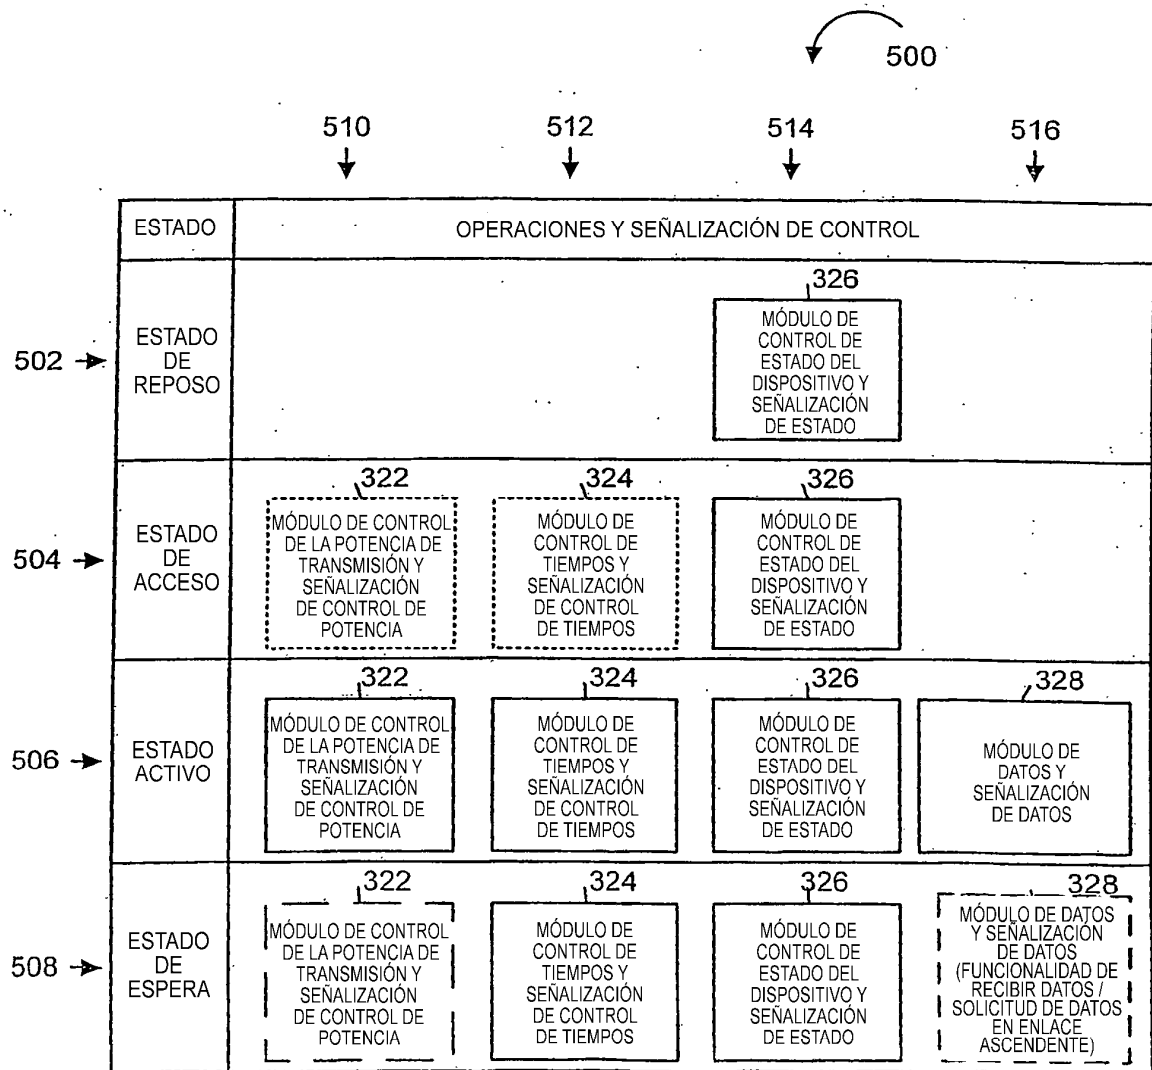 500
510 512 514 516
ESTADO OPERACIONES Y SEÑALIZACIÓN DE CONTROL
502
ESTADO
DE
REPOSO
326
MÓDULO DE
CONTROL DE
ESTADO DEL
DISPOSITIVO Y
SEÑALIZACIÓN
DE ESTADO
504
ESTADO
DE
ACCESO
322
MÓDULO DE CONTROL
DE LA POTENCIA DE
TRANSMISIÓN Y
SEÑALIZACIÓN
DE CONTROL DE
POTENCIA
324
MÓDULO DE
CONTROL DE
TIEMPOS Y
SEÑALIZACIÓN
DE CONTROL
DE TIEMPOS
326
MÓDULO DE
CONTROL DE
ESTADO DEL
DISPOSITIVO Y
SEÑALIZACIÓN
DE ESTADO
506
ESTADO
ACTIVO
322
MÓDULO DE CONTROL
DE LA POTENCIA DE
TRANSMISIÓN Y
SEÑALIZACIÓN
DE CONTROL DE
POTENCIA
324
MÓDULO DE
CONTROL DE
TIEMPOS Y
SEÑALIZACIÓN
DE CONTROL
DE TIEMPOS
326
MÓDULO DE
CONTROL DE
ESTADO DEL
DISPOSITIVO Y
SEÑALIZACIÓN
DE ESTADO
328
MÓDULO DE
DATOS Y
SEÑALIZACIÓN
DE DATOS
508
ESTADO
DE
ESPERA
322
MÓDULO DE CONTROL
DE LA POTENCIA DE
TRANSMISIÓN Y
SEÑALIZACIÓN
DE CONTROL DE
POTENCIA
324
MÓDULO DE
CONTROL DE
TIEMPOS Y
SEÑALIZACIÓN
DE CONTROL
DE TIEMPOS
326
MÓDULO DE
CONTROL DE
ESTADO DEL
DISPOSITIVO Y
SEÑALIZACIÓN
DE ESTADO
328
MÓDULO DE DATOS
Y SEÑALIZACIÓN
DE DATOS
(FUNCIONALIDAD DE
RECIBIR DATOS /
SOLICITUD DE DATOS
EN ENLACE
ASCENDENTE)